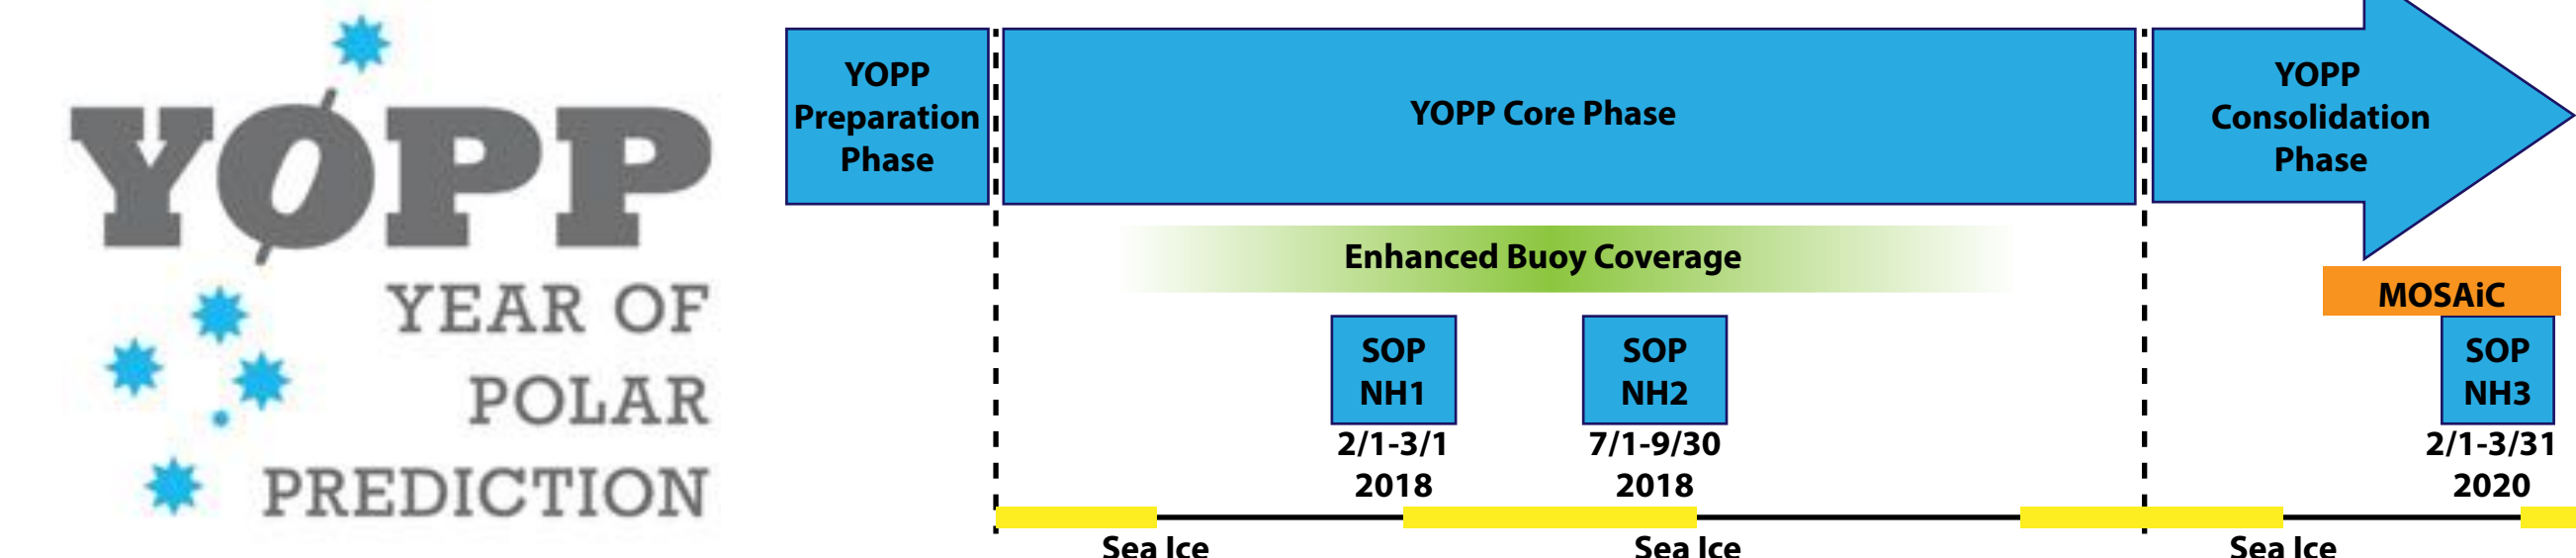 YOPP
YEAR OF
POLAR
PREDICTION
YOPP
Preparation
Phase
YOPP Core Phase
YOPP
Consolidation
Phase
Enhanced Buoy Coverage
MOSAiC
SOP
NH1
2/1-3/1
2018
SOP
NH2
7/1-9/30
2018
SOP
NH3
2/1-3/31
2020
Sea Ice
Sea Ice
Sea Ice